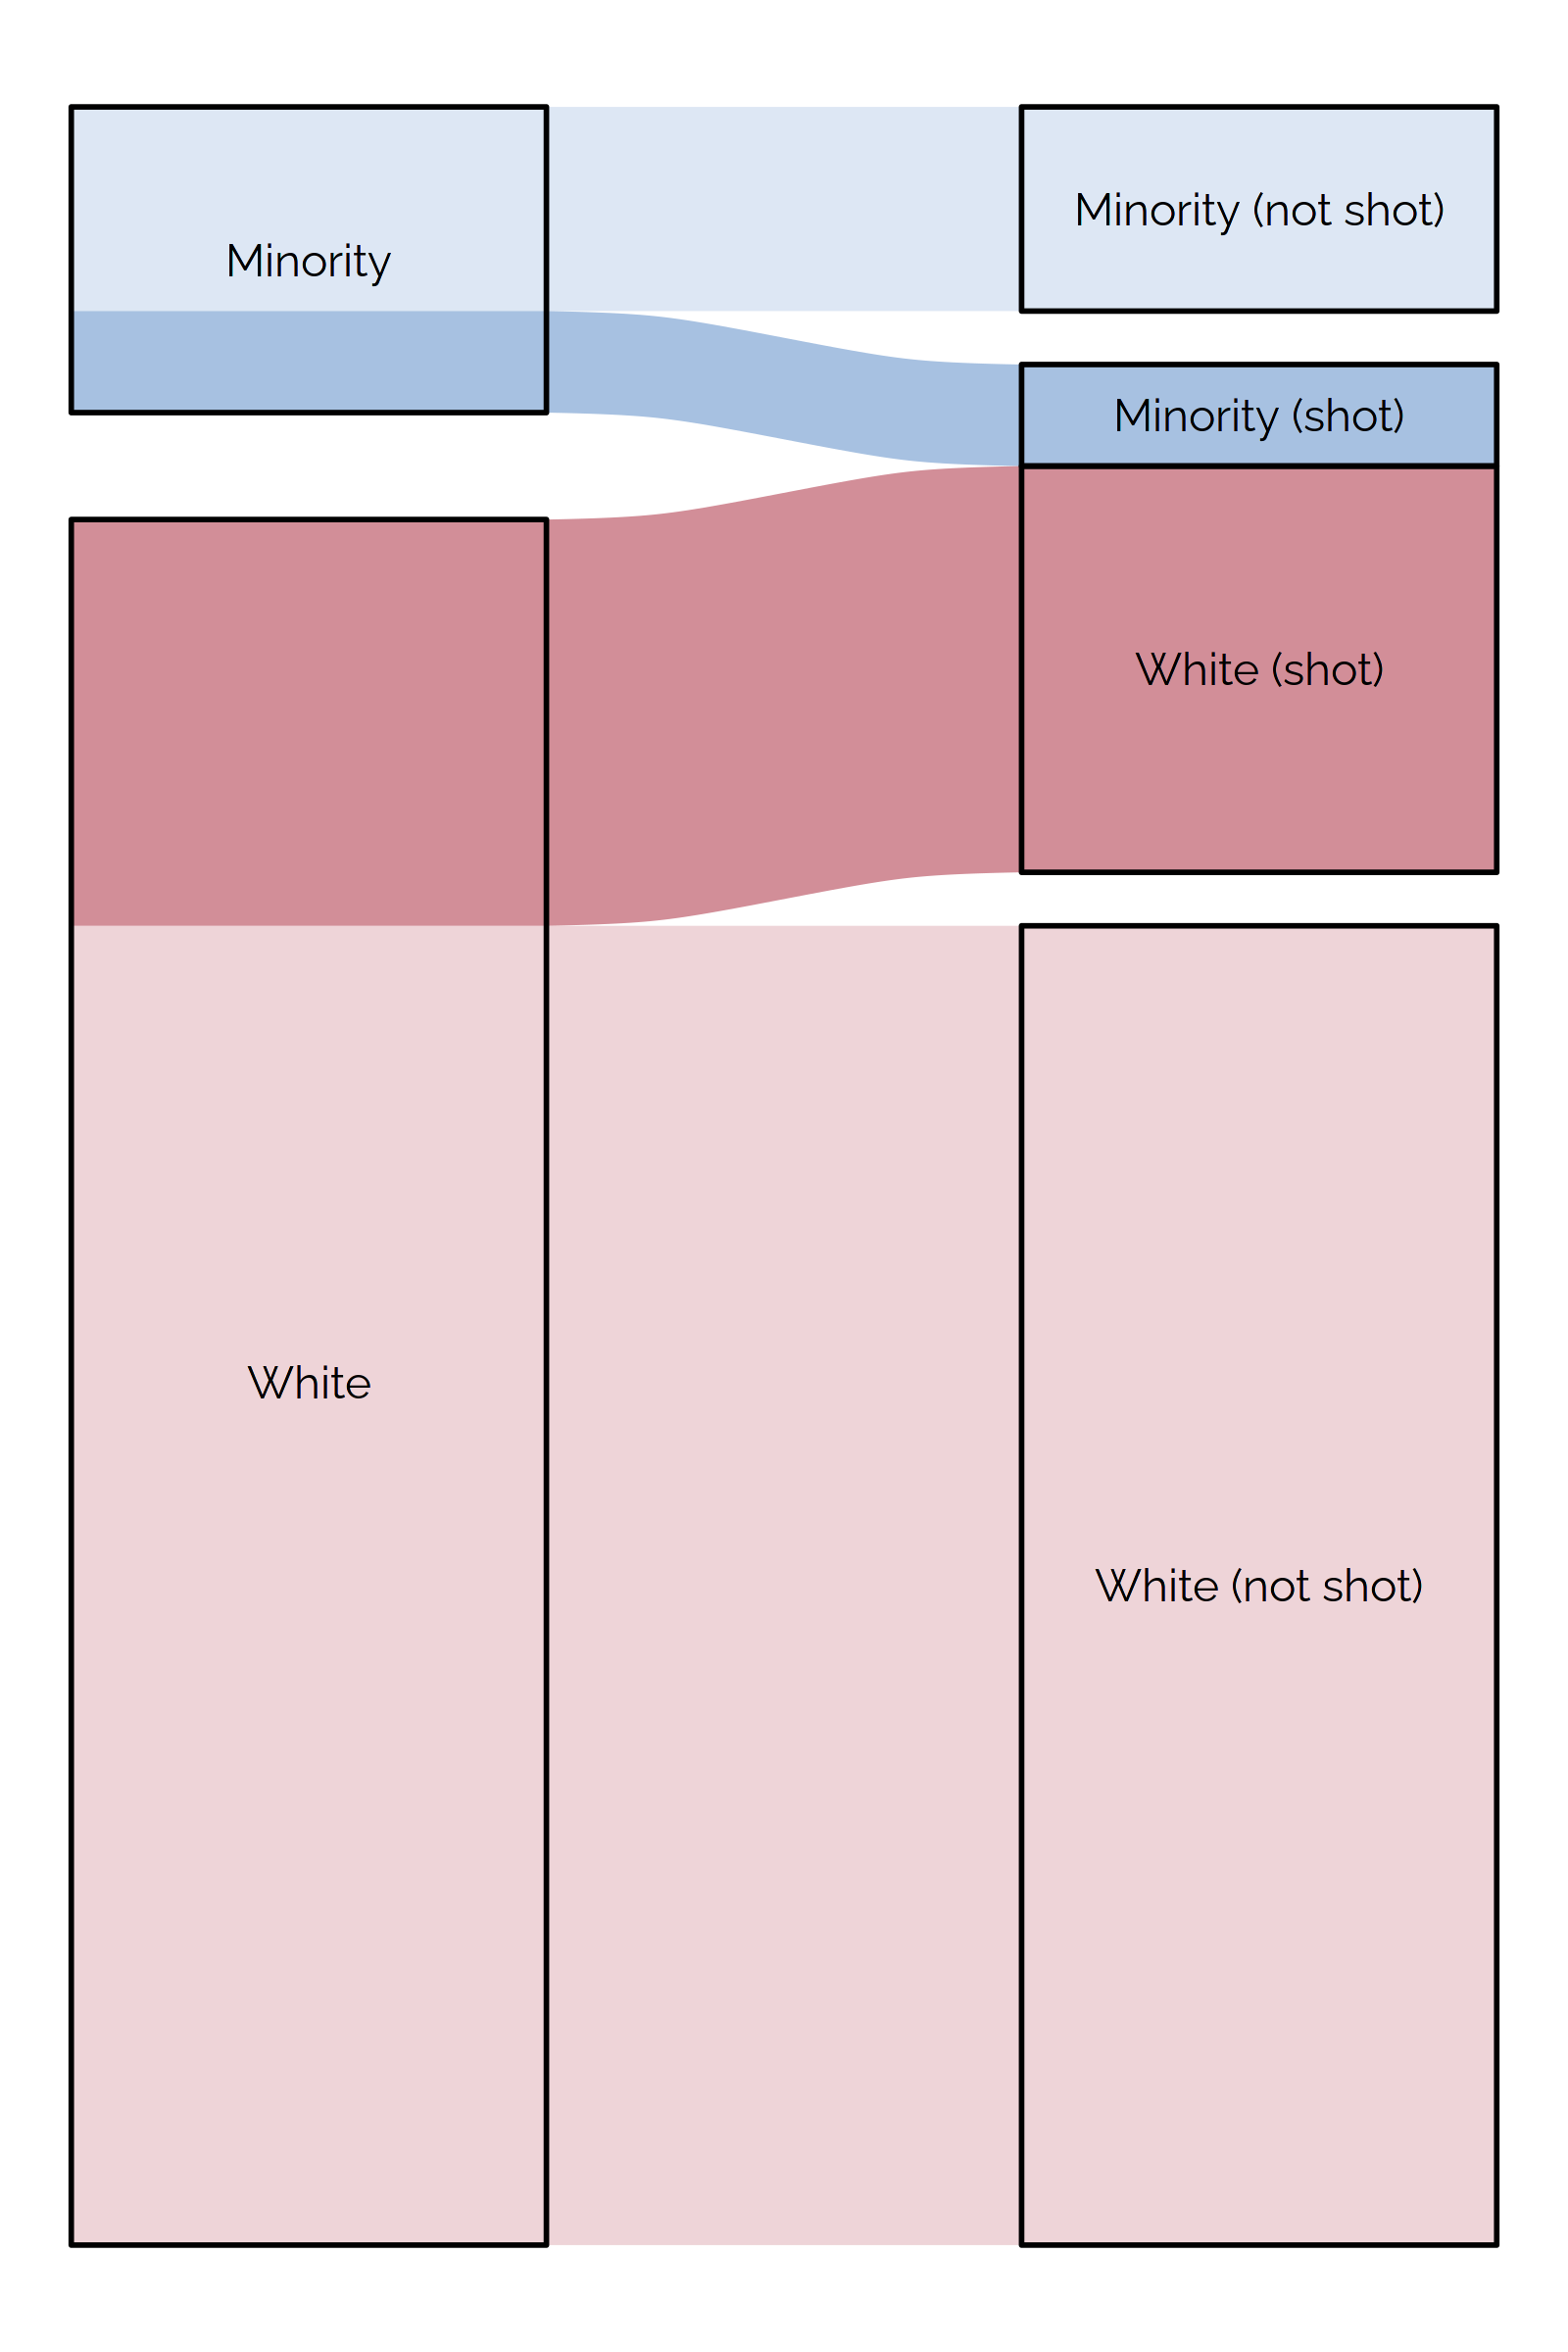 Minority
Minority (not shot)
Minority (shot)
White (shot)
White
White (not shot)